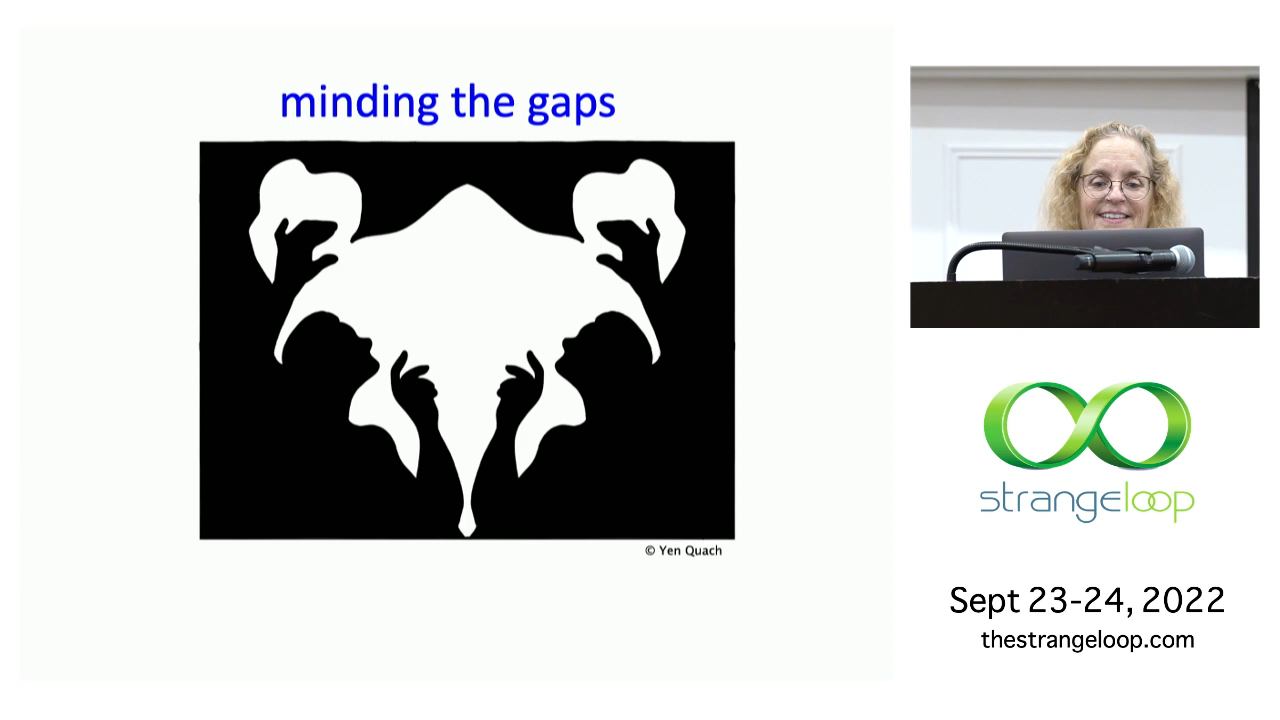 minding the gaps
© Yen Quach
strangeloop
Sept 23-24, 2022
thestrangeloop.com